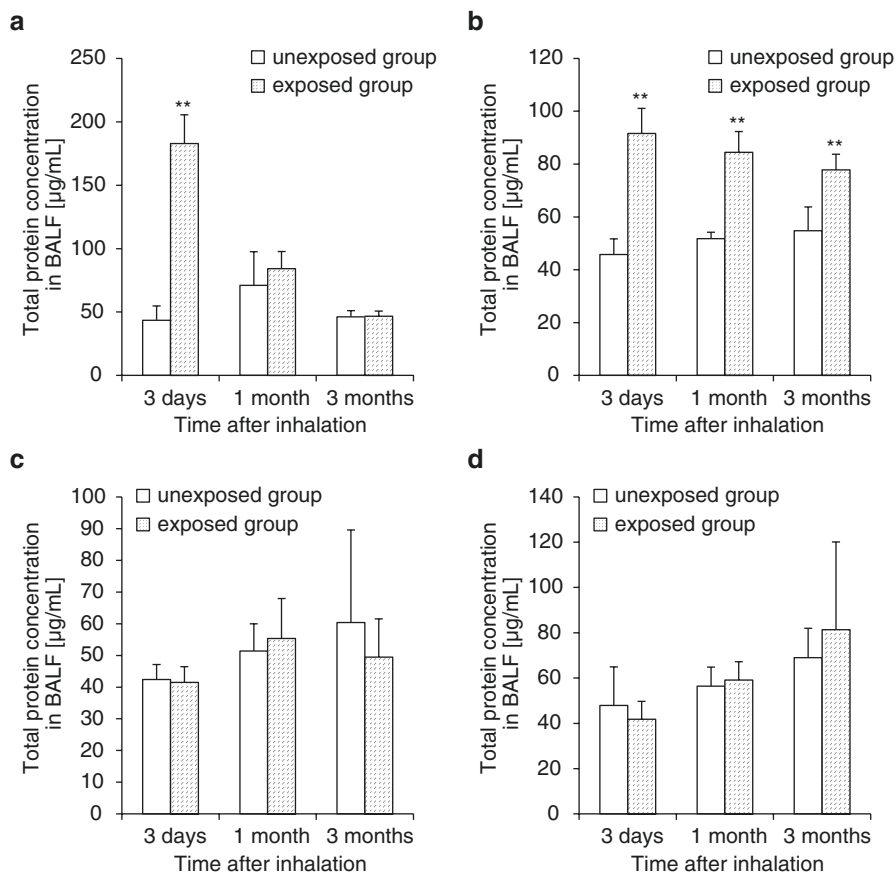 a
250
200
150
100
50
0
Total protein concentration
in BALF [µg/mL]
unexposed group
exposed group
**
3 days 1 month 3 months
Time after inhalation
b
120
100
80
60
40
20
0
Total protein concentration
in BALF [µg/mL]
unexposed group
exposed group
**
**
**
3 days 1 month 3 months
Time after inhalation
c
100
90
80
70
60
50
40
30
20
10
0
Total protein concentration
in BALF [µg/mL]
unexposed group
exposed group
3 days 1 month 3 months
Time after inhalation
d
140
120
100
80
60
40
20
0
Total protein concentration
in BALF [µg/mL]
unexposed group
exposed group
3 days 1 month 3 months
Time after inhalation